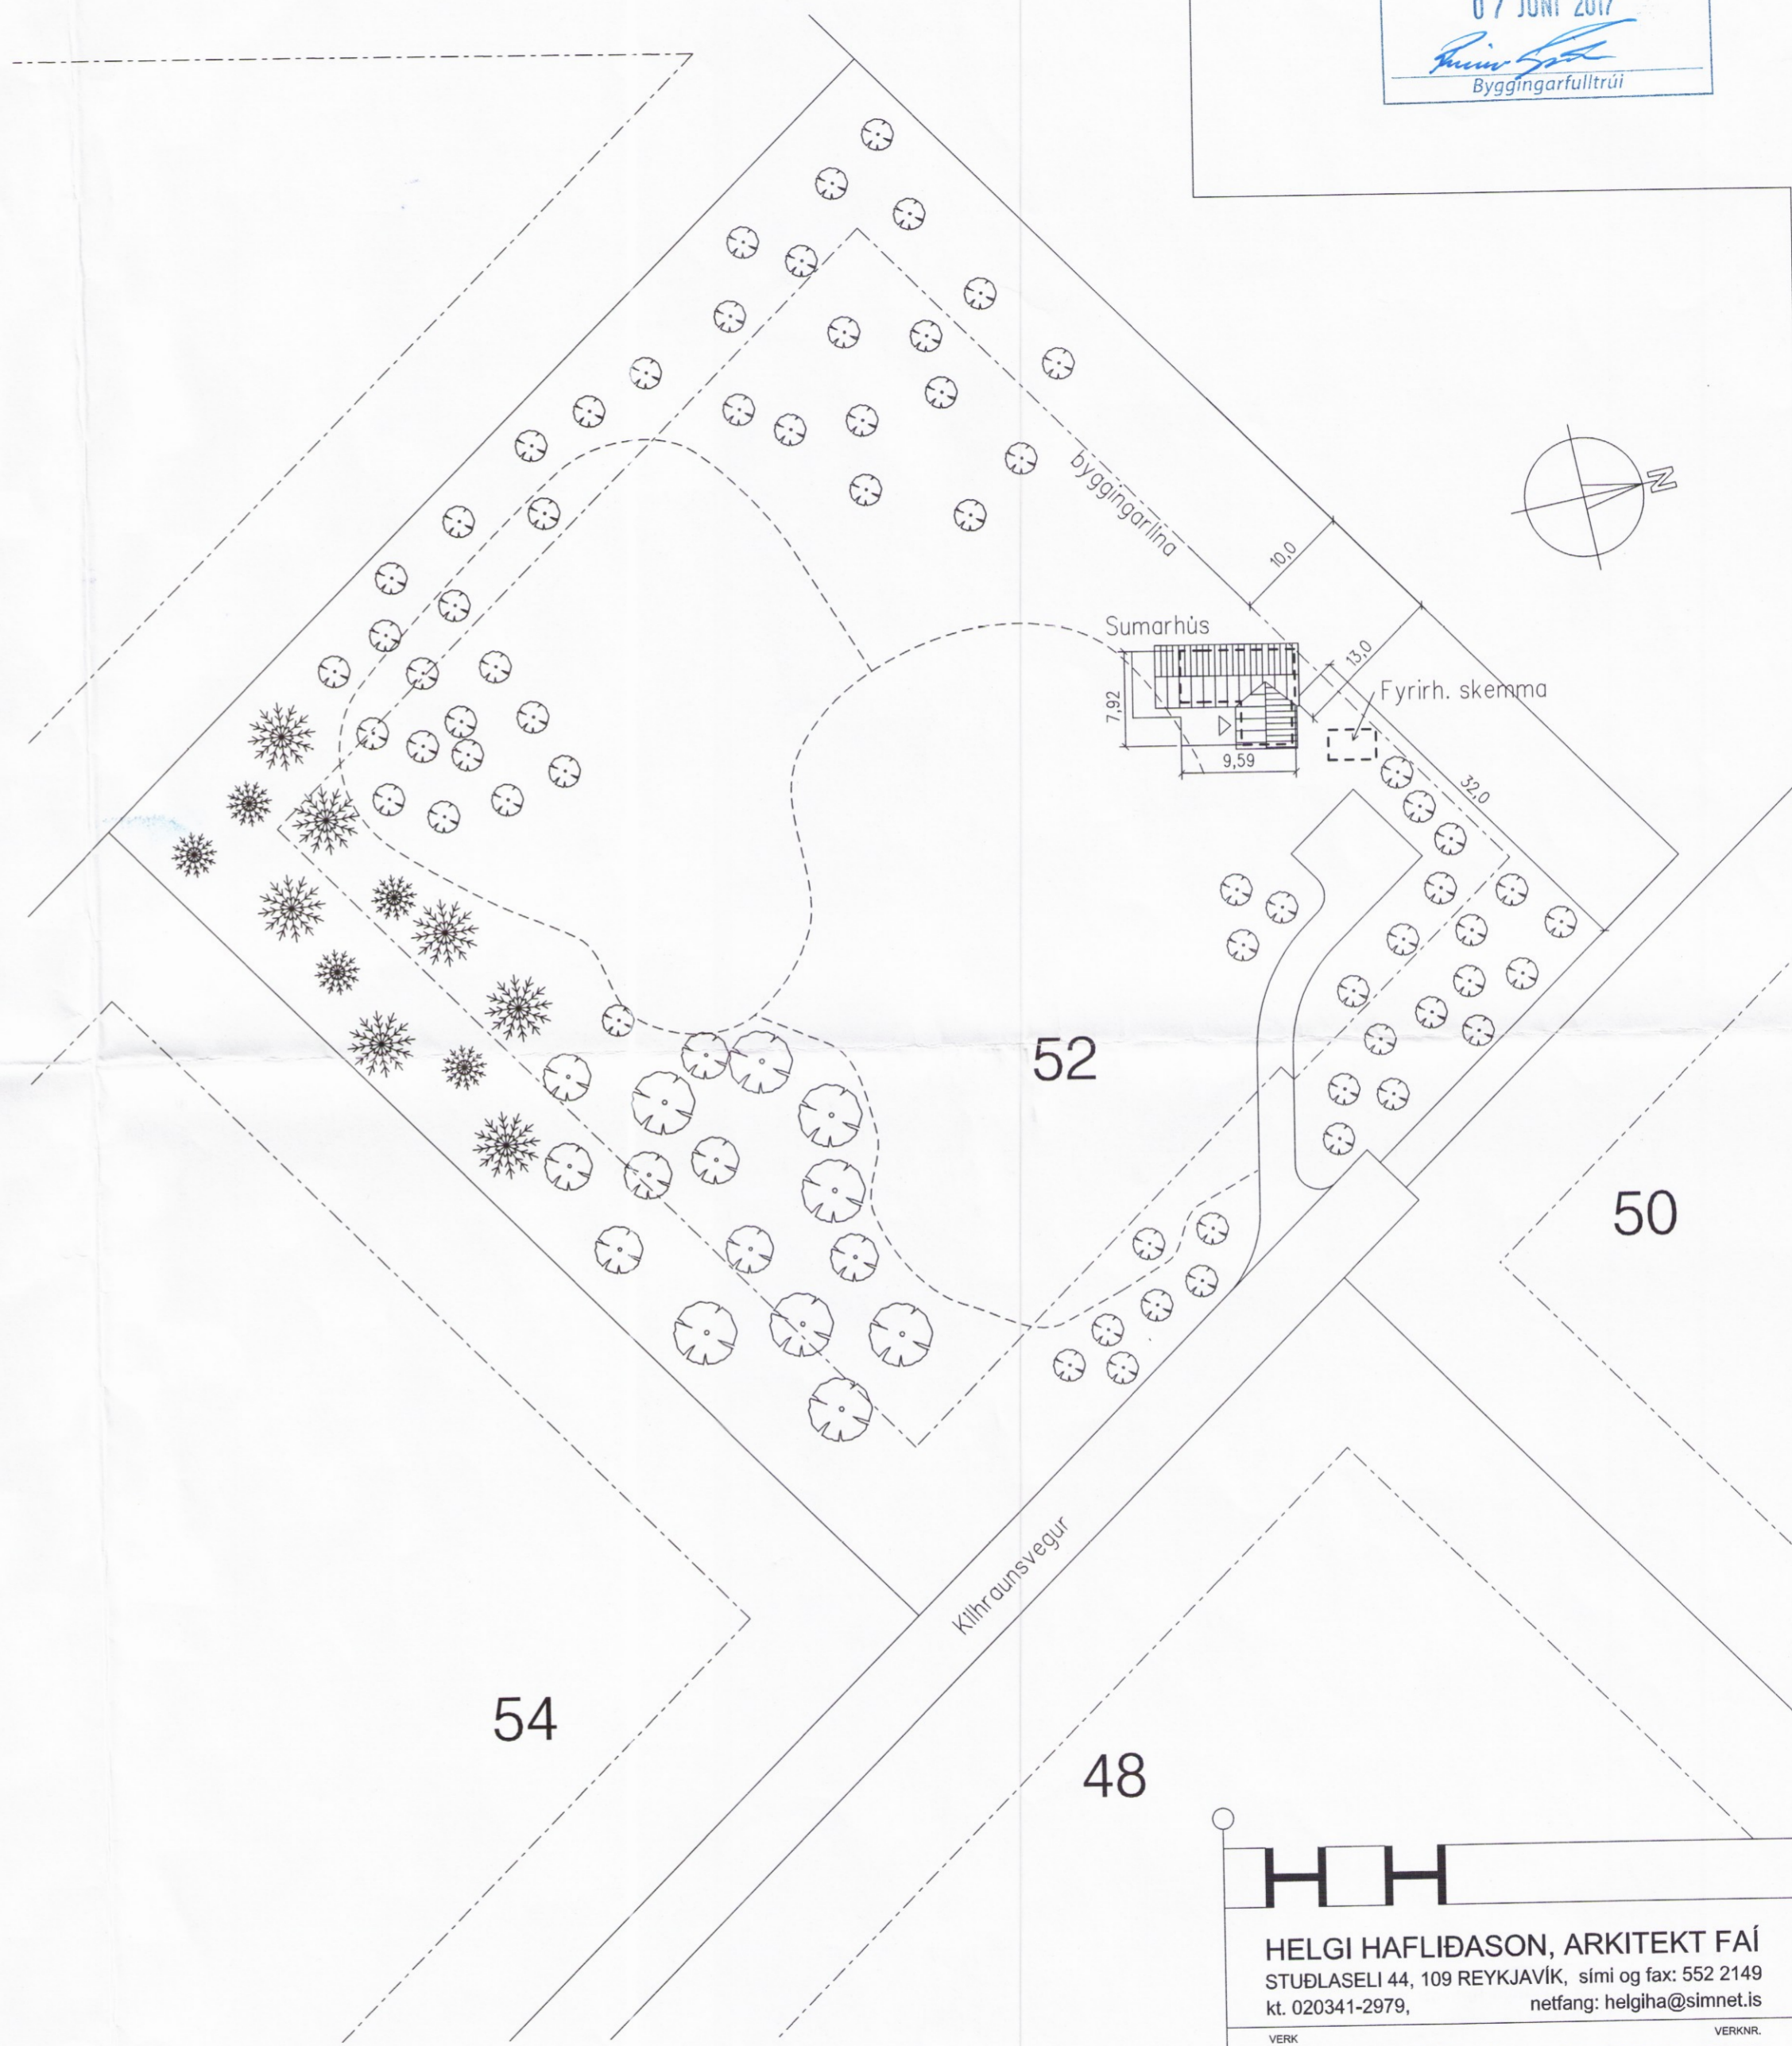 07 JÚNÍ 2017
Byggingarfulltrúi
byggingarlína
10,0
N
Sumarhús
13,0
Fyrirh. skemma
7,92
9,59
32,0
52
50
Kílhraunsvegur
54
48
HH
HELGI HAFLIÐASON, ARKITEKT FAÍ
STUÐLASELI 44, 109 REYKJAVÍK, sími og fax: 552 2149
kt. 020341-2979, netfang: helgiha@simnet.is
VERK VERKNR.